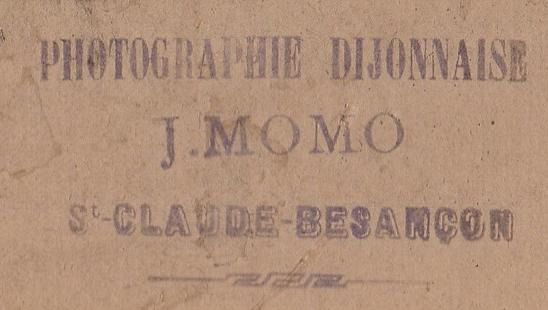 PHOTOGRAPHIE DIJONNAISE
J. MOMO
St-CLAUDE-BESANÇON